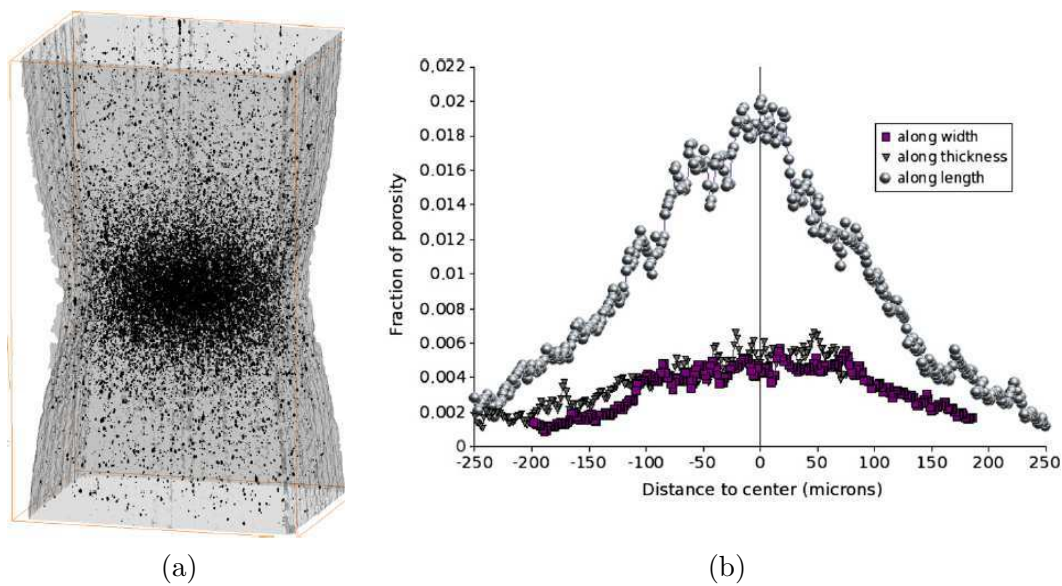 0,022
0.02
0.018
0.016
0.014
0.012
0.01
0.008
0.006
0.004
0.002
0
Fraction of porosity
along width
along thickness
along length
-250 -200 -150 -100 -50 0 50 100 150 200 250
Distance to center (microns)
(a) (b)